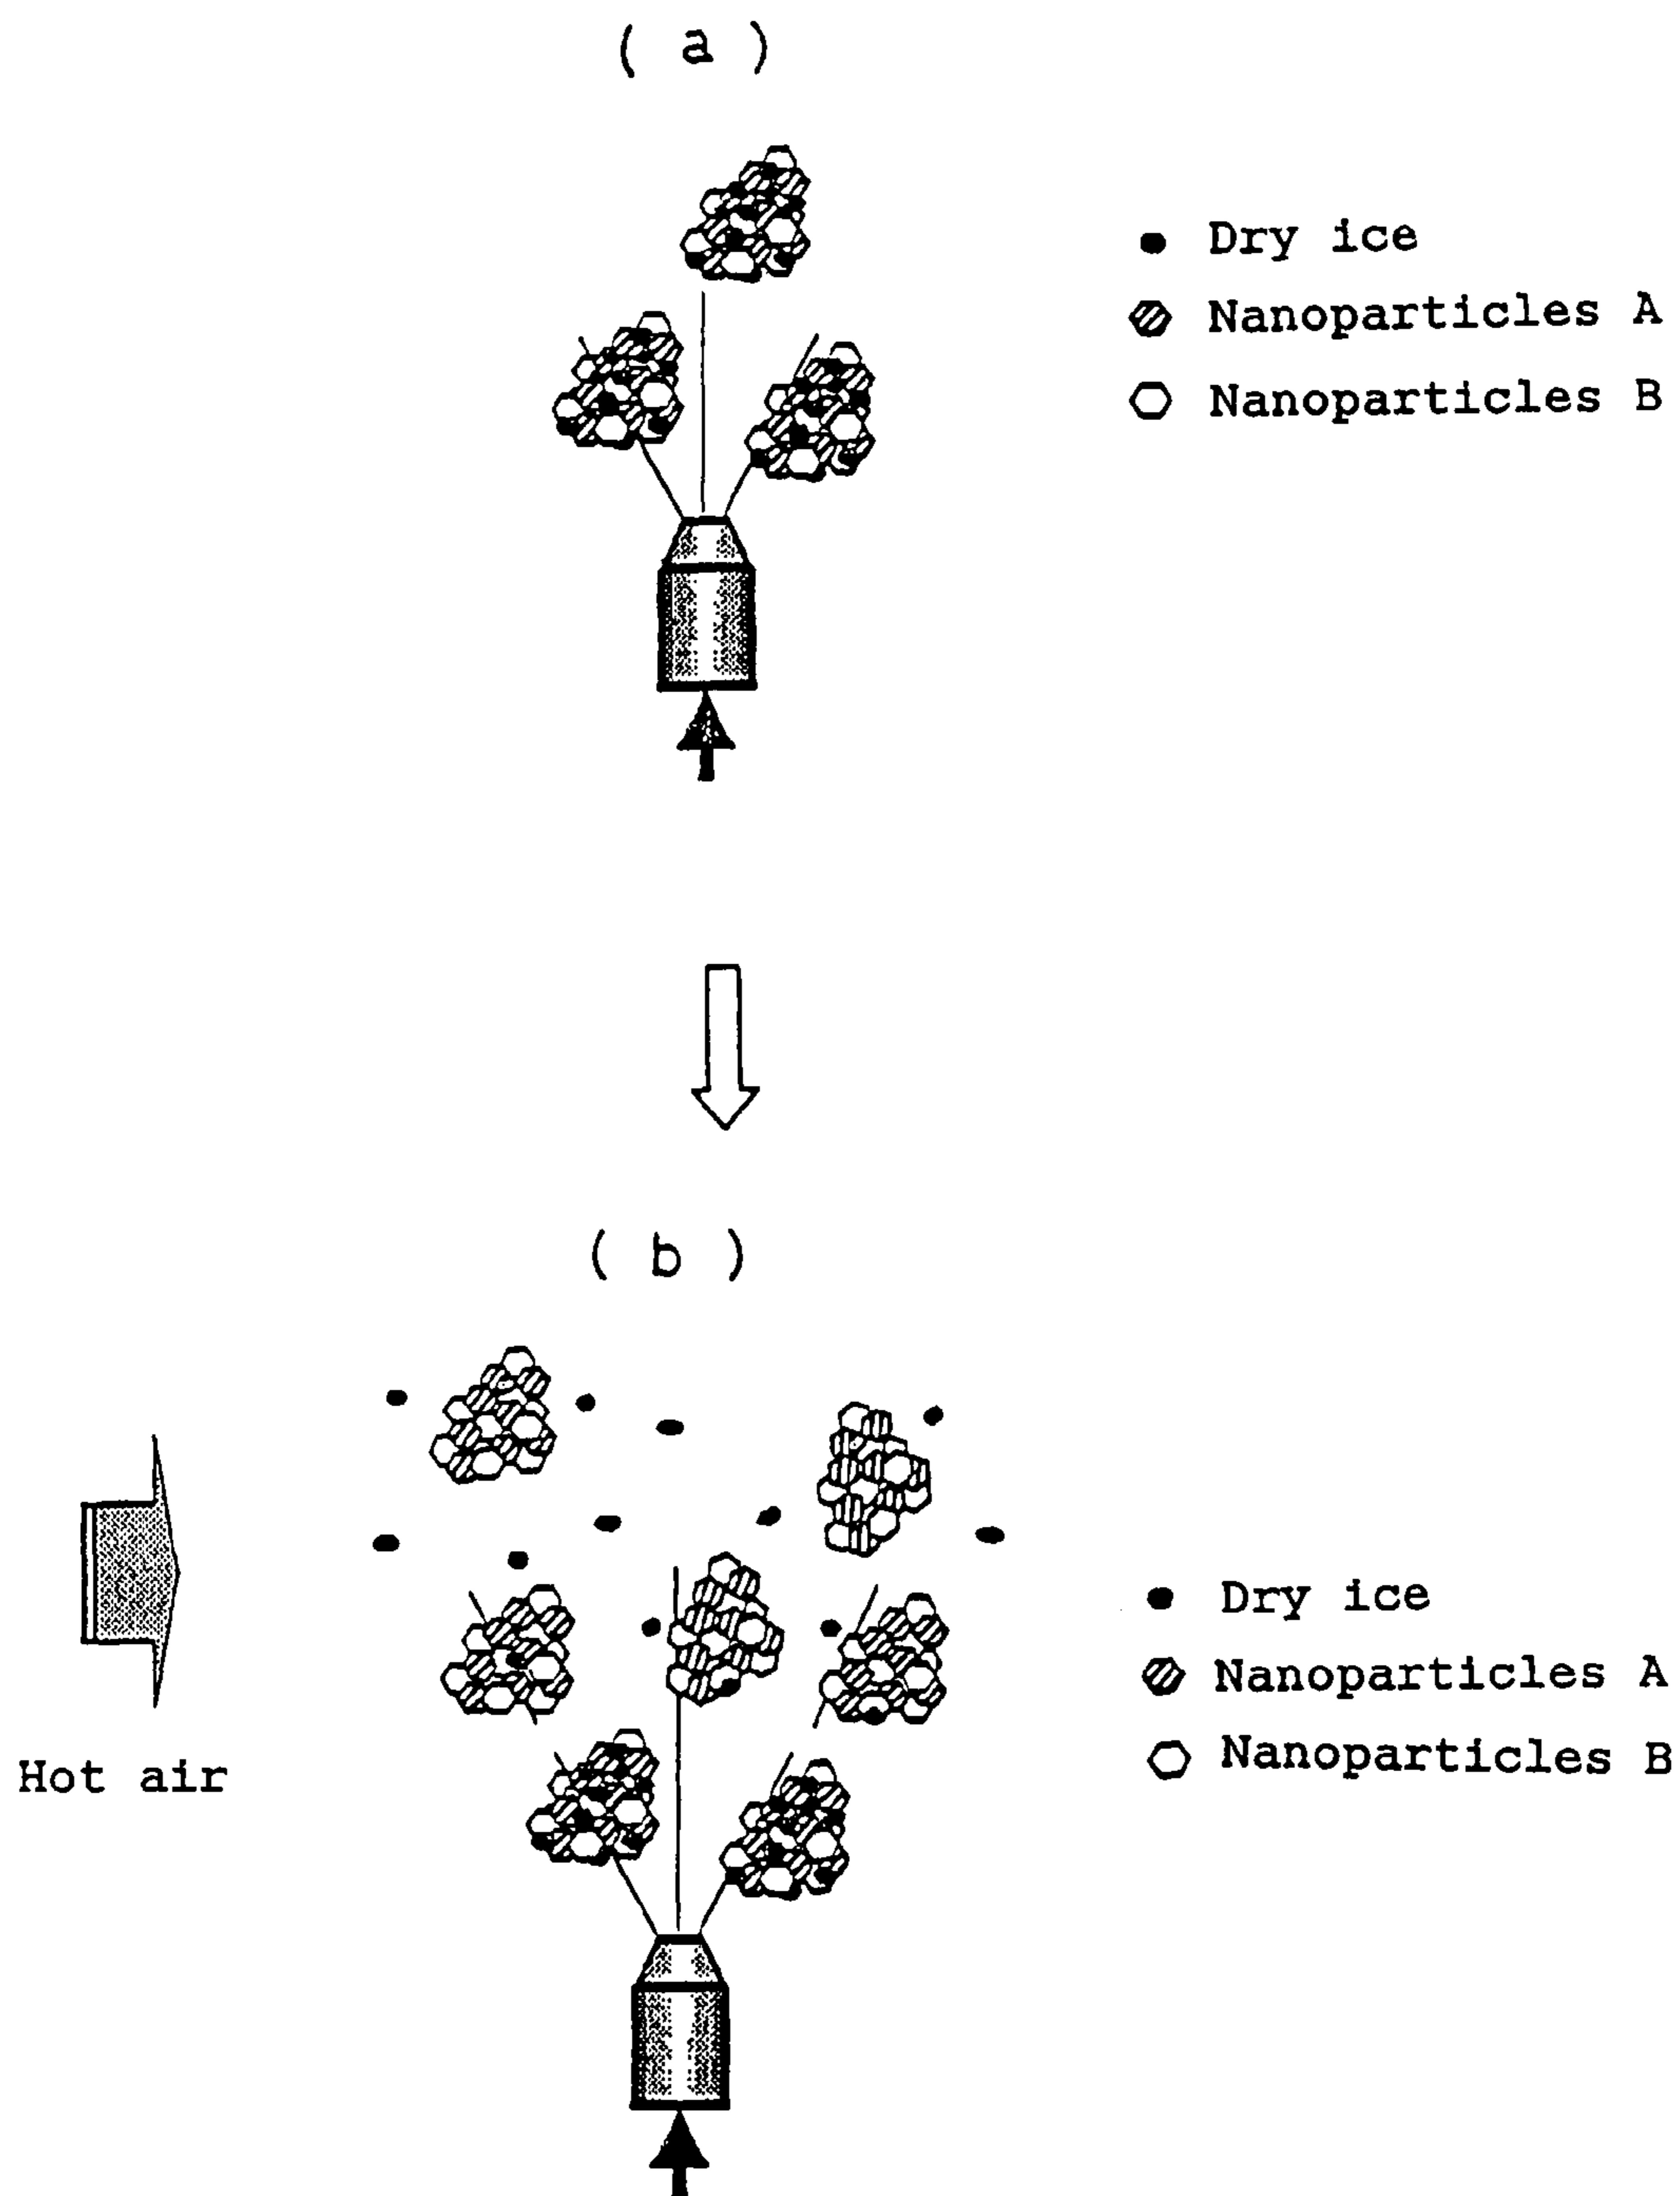 ( a )
Dry ice
Nanoparticles A
Nanoparticles B
( b )
Hot air
Dry ice
Nanoparticles A
Nanoparticles B